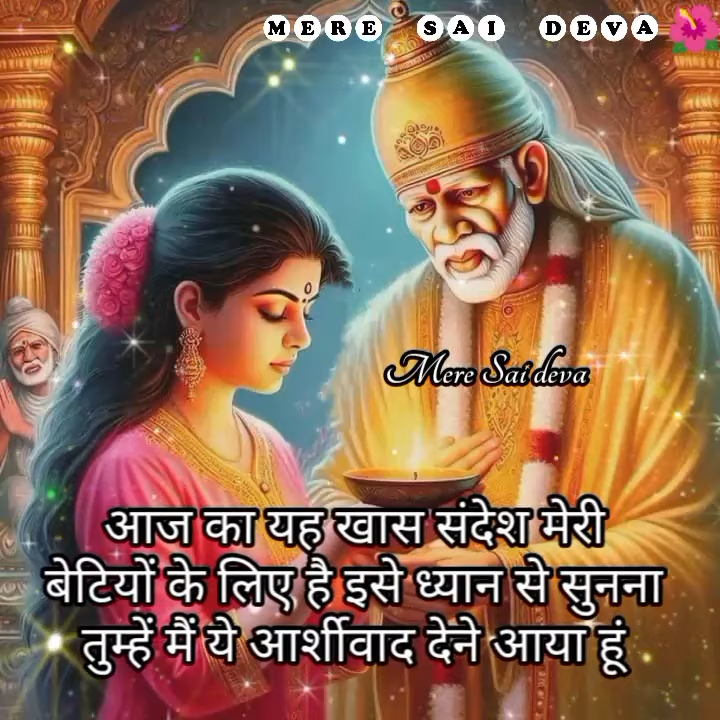 MERE SAI DEVA
Mere Sai deva
आज का यह खास संदेश मेरी
बेटियों के लिए है इसे ध्यान से सुनना
तुम्हें मैं ये आर्शीवाद देने आया हूं